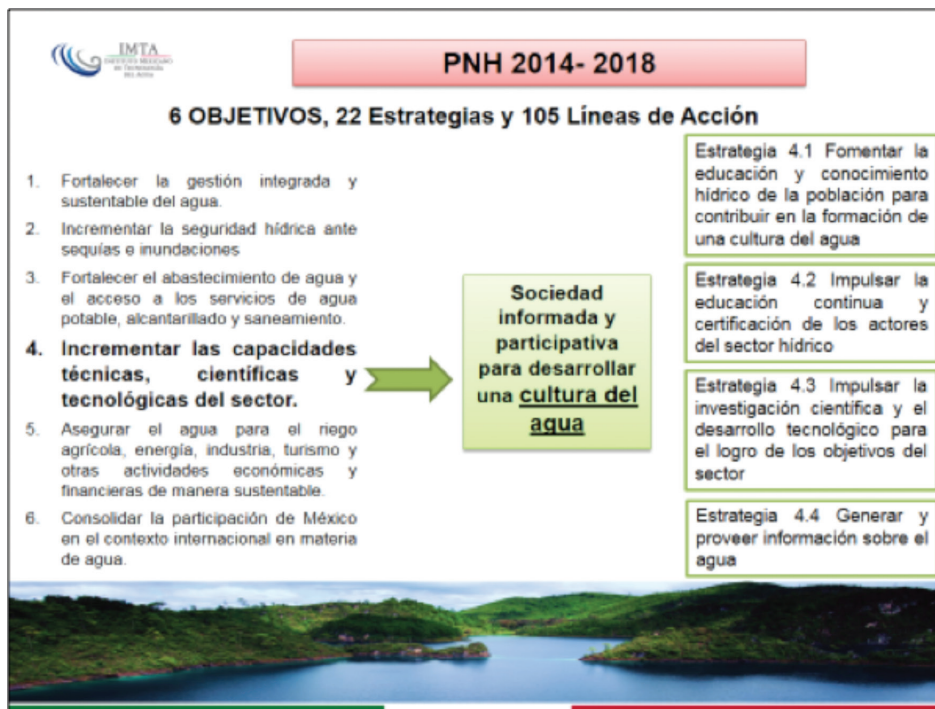 IMTA
INSTITUTO MEXICANO
DE TECNOLOGÍA
DEL AGUA
PNH 2014- 2018
6 OBJETIVOS, 22 Estrategias y 105 Líneas de Acción
1. Fortalecer la gestión integrada y
sustentable del agua.
2. Incrementar la seguridad hídrica ante
sequías e inundaciones
3. Fortalecer el abastecimiento de agua y
el acceso a los servicios de agua
potable, alcantarillado y saneamiento.
4. Incrementar las capacidades
técnicas, científicas y
tecnológicas del sector.
5. Asegurar el agua para el riego
agrícola, energía, industria, turismo y
otras actividades económicas y
financieras de manera sustentable.
6. Consolidar la participación de México
en el contexto internacional en materia
de agua.
Sociedad
informada y
participativa
para desarrollar
una cultura del
agua
Estrategia 4.1 Fomentar la
educación y conocimiento
hídrico de la población para
contribuir en la formación de
una cultura del agua
Estrategia 4.2 Impulsar la
educación continua y
certificación de los actores
del sector hídrico
Estrategia 4.3 Impulsar la
investigación científica y el
desarrollo tecnológico para
el logro de los objetivos del
sector
Estrategia 4.4 Generar y
proveer información sobre el
agua